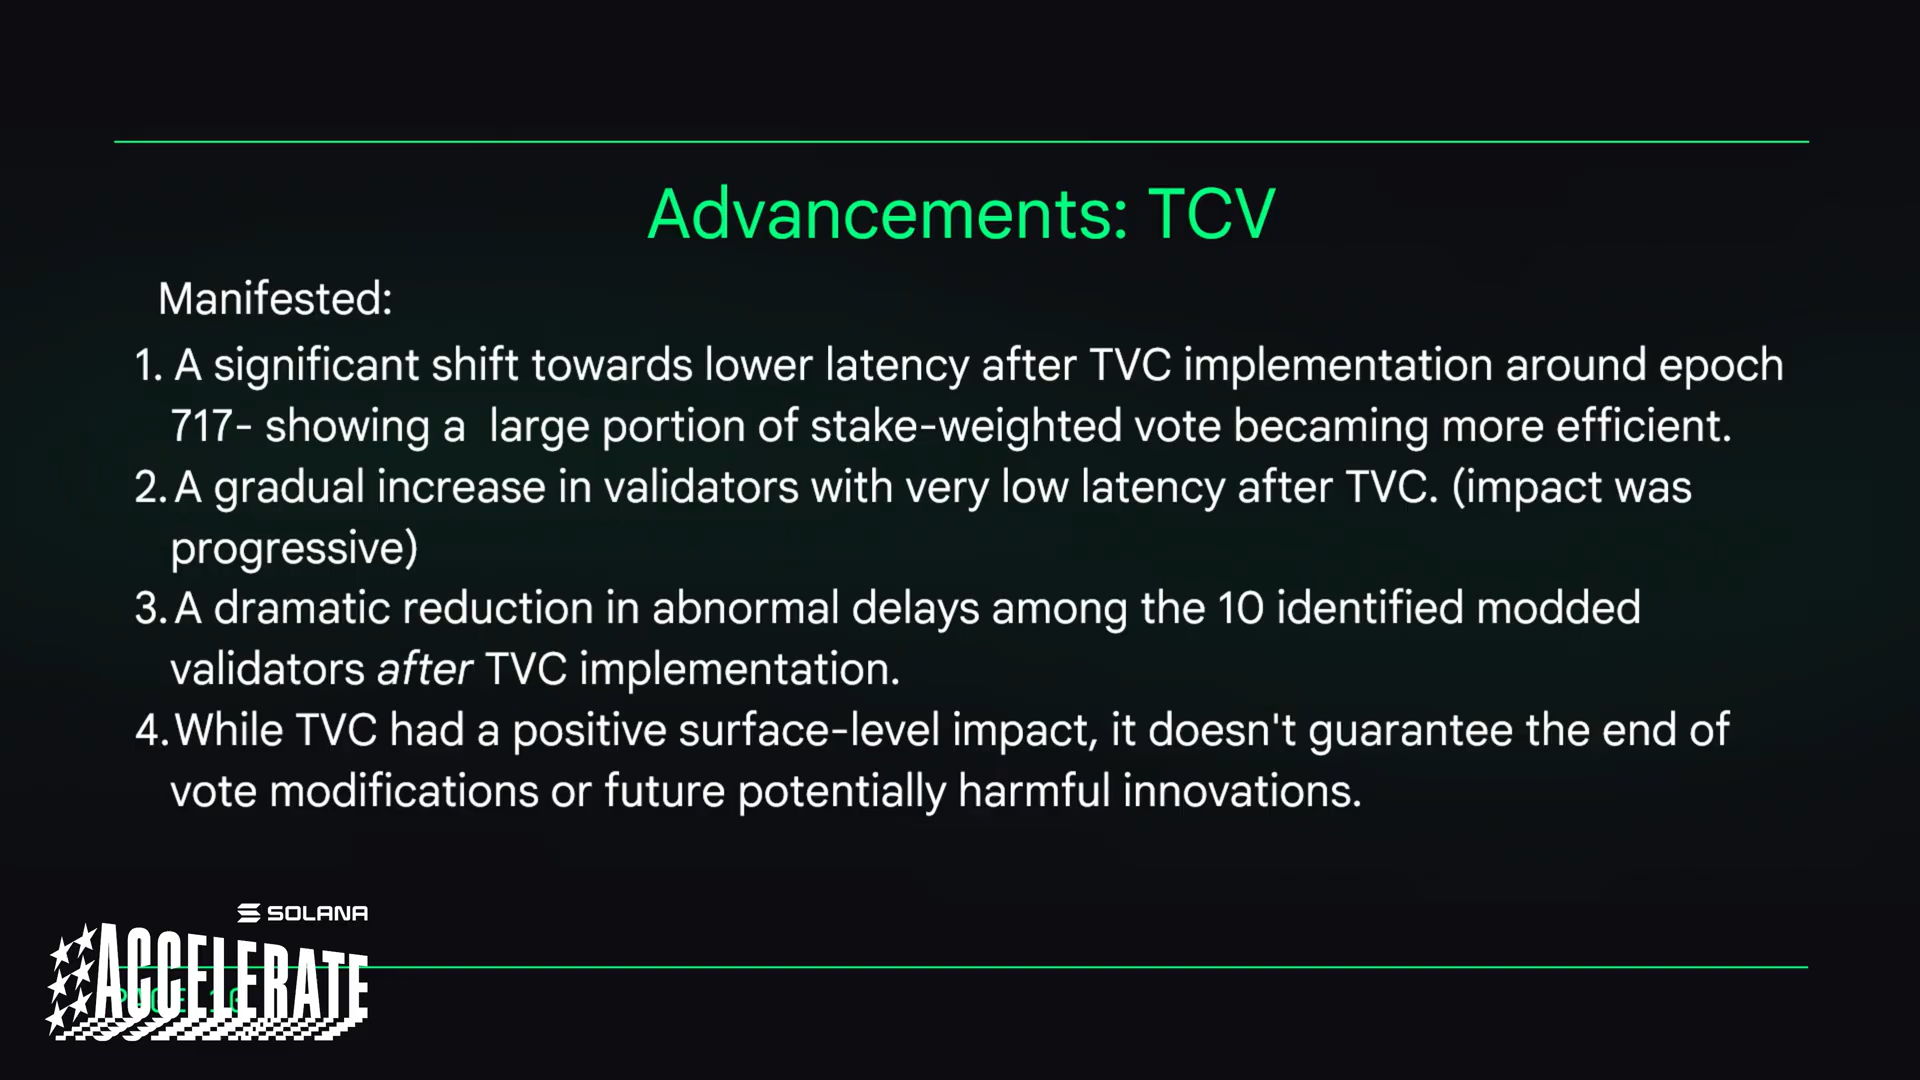 Advancements: TCV
Manifested:
1. A significant shift towards lower latency after TVC implementation around epoch
717- showing a  large portion of stake-weighted vote becaming more efficient.
2. A gradual increase in validators with very low latency after TVC. (impact was
progressive)
3. A dramatic reduction in abnormal delays among the 10 identified modded
validators after TVC implementation.
4. While TVC had a positive surface-level impact, it doesn't guarantee the end of
vote modifications or future potentially harmful innovations.
SOLANA
ACCELERATE